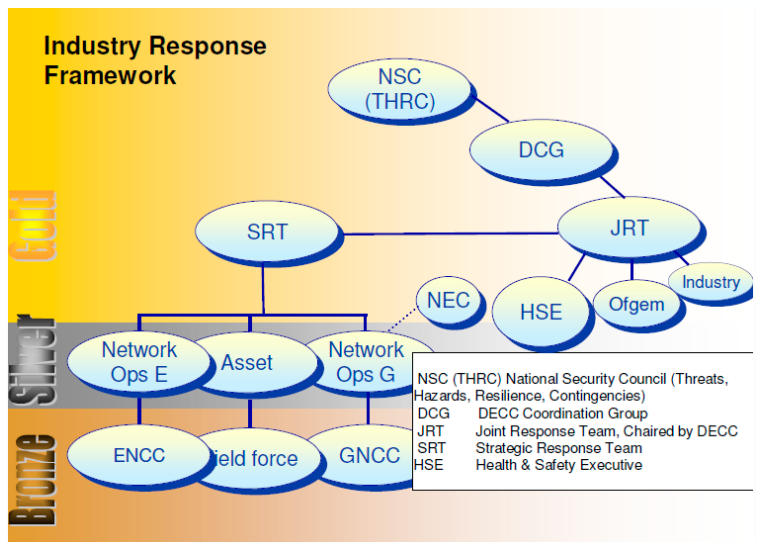 Industry Response
Framework
NSC
(THRC)
DCG
SRT
JRT
NEC
HSE
Ofgem
Industry
Network
Ops E
Asset
Network
Ops G
ENCC
ield force
GNCC
Gold
Silver
Bronze
NSC (THRC) National Security Council (Threats,
Hazards, Resilience, Contingencies)
DCG DECC Coordination Group
JRT Joint Response Team, Chaired by DECC
SRT Strategic Response Team
HSE Health & Safety Executive